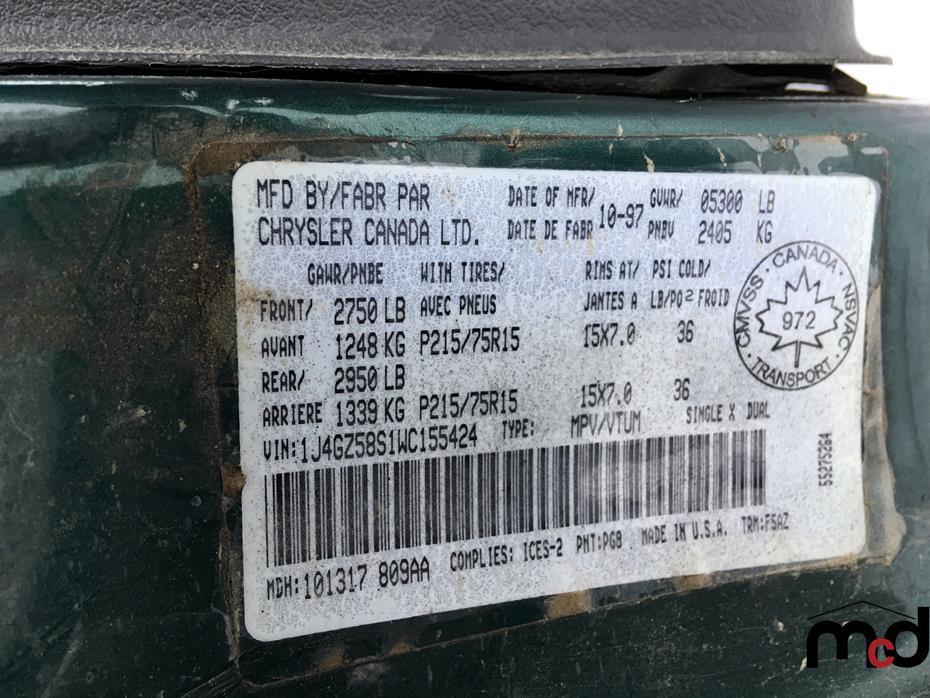 MFD BY/FABR PAR DATE OF MFR/ 10-97 GVWR/ 05300 LB
CHRYSLER CANADA LTD. DATE DE FABR PNBV 2405 KG
GAWR/PNBE WITH TIRES/ RIMS AT/ PSI COLD/
FRONT/ 2750 LB AVEC PNEUS JANTES A LB/PO² FROID
AVANT 1248 KG P215/75R15 15X7.0 36
REAR/ 2950 LB
ARRIERE 1339 KG P215/75R15 15X7.0 36
VIN:1J4GZ58S1WC155424 TYPE: MPV/VTUM SINGLE X DUAL
MDH:101317 809AA COMPLIES: ICES-2 PNT:PGB MADE IN U.S.A. TRM:F5AZ
55275264
CMVSS · CANADA · NSVAC · TRANSPORT ·
972
mcd